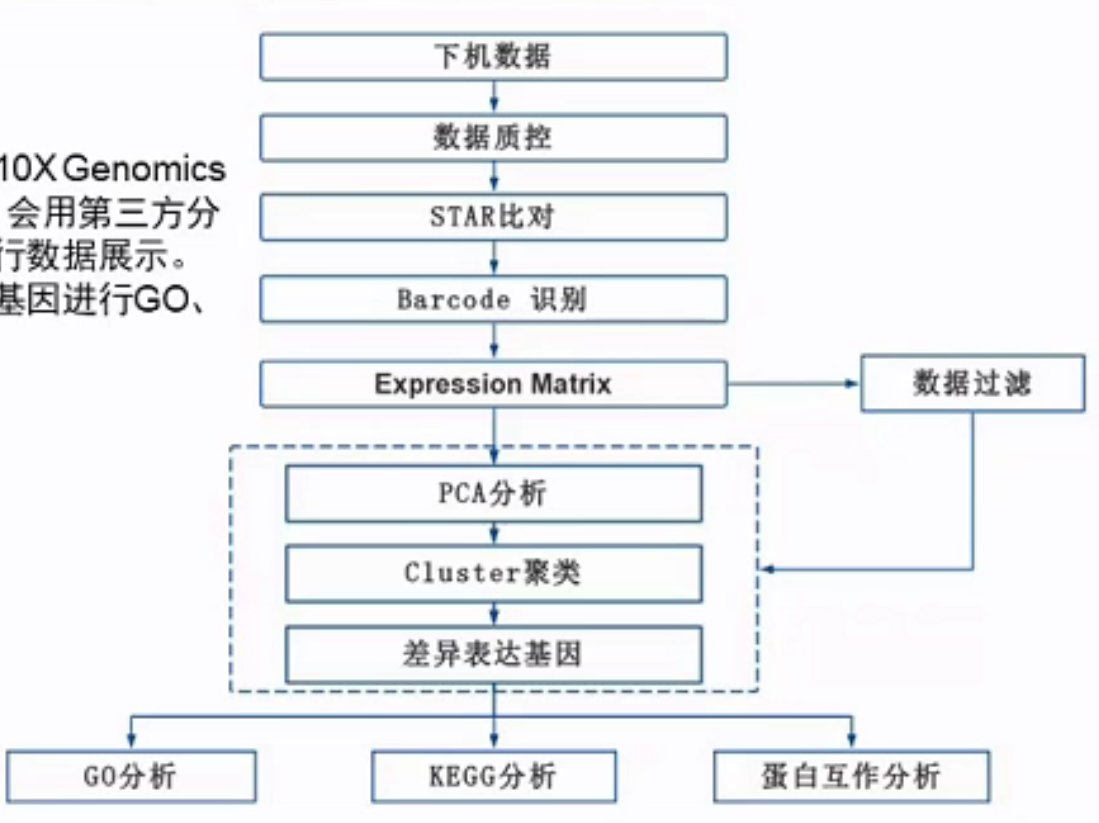 下机数据
数据质控
10X Genomics
会用第三方分
行数据展示。
基因进行GO、
STAR比对
Barcode 识别
Expression Matrix
数据过滤
PCA分析
Cluster聚类
差异表达基因
GO分析
KEGG分析
蛋白互作分析